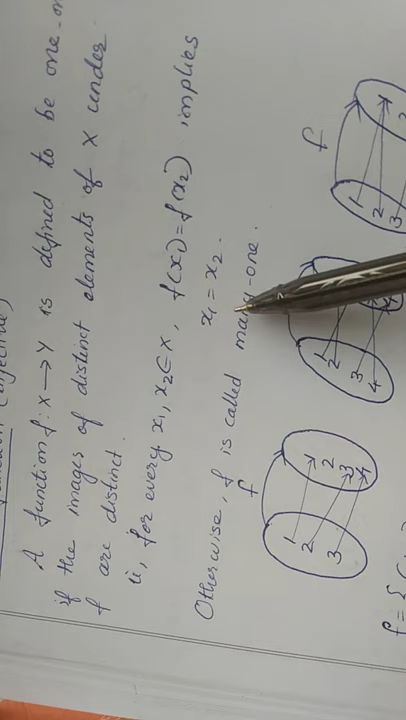 (injective)
A function f: X → Y is defined to be one-
if the images of distinct elements of X under
f are distinct.
ii, for every x₁, x₂ ∈ X, f(x₁) = f(x₂) implies
x₁ = x₂.
Otherwise, f is called many-one.
f
1
2
3
1
2
3
4
1
2
3
4
f
1
2
3
f = {